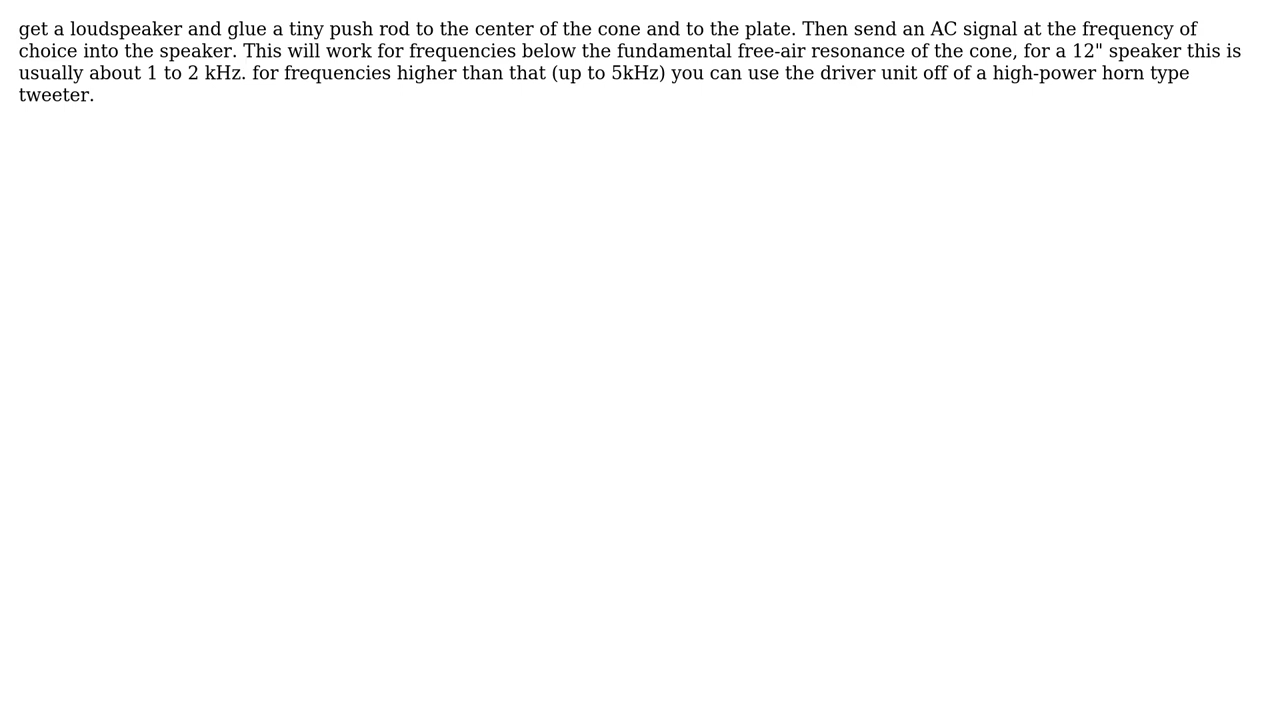 get a loudspeaker and glue a tiny push rod to the center of the cone and to the plate. Then send an AC signal at the frequency of
choice into the speaker. This will work for frequencies below the fundamental free-air resonance of the cone, for a 12" speaker this is
usually about 1 to 2 kHz. for frequencies higher than that (up to 5kHz) you can use the driver unit off of a high-power horn type
tweeter.